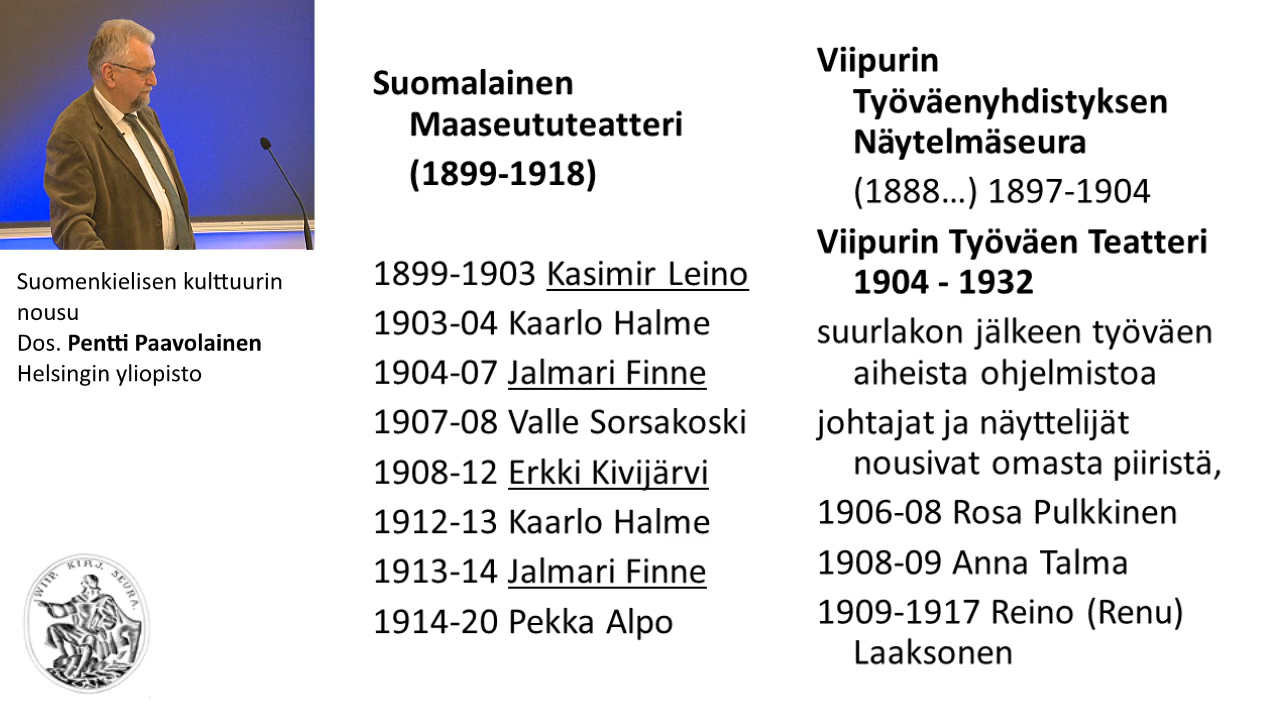 Suomenkielisen kulttuurin
nousu
Dos. Pentti Paavolainen
Helsingin yliopisto
WIIP. KIRJ. SEURA.
Suomalainen
Maaseututeatteri
(1899-1918)
1899-1903 Kasimir Leino
1903-04 Kaarlo Halme
1904-07 Jalmari Finne
1907-08 Valle Sorsakoski
1908-12 Erkki Kivijärvi
1912-13 Kaarlo Halme
1913-14 Jalmari Finne
1914-20 Pekka Alpo
Viipurin
Työväenyhdistyksen
Näytelmäseura
(1888...) 1897-1904
Viipurin Työväen Teatteri
1904 - 1932
suurlakon jälkeen työväen
aiheista ohjelmistoa
johtajat ja näyttelijät
nousivat omasta piiristä,
1906-08 Rosa Pulkkinen
1908-09 Anna Talma
1909-1917 Reino (Renu)
Laaksonen